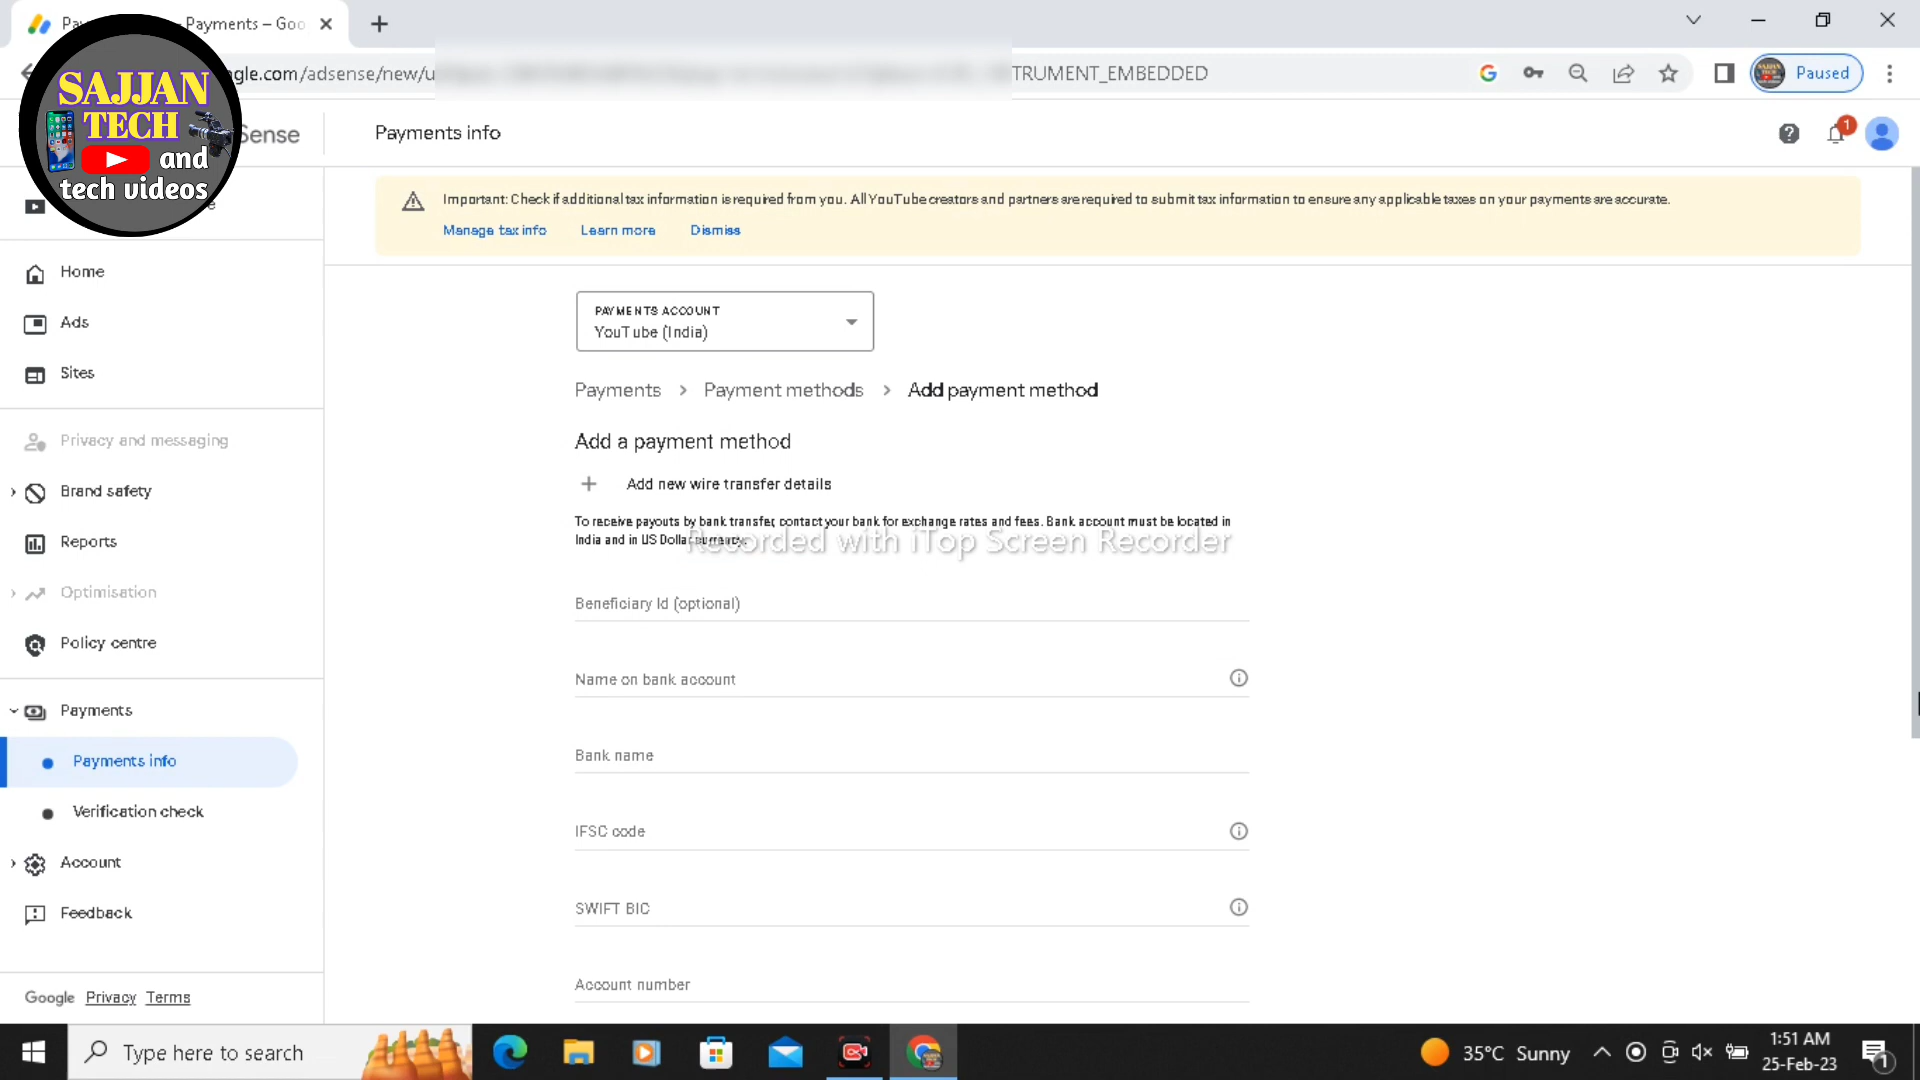 Payments – Goo
gle.com/adsense/new/u
TRUMENT_EMBEDDED
Paused
SAJJAN
TECH
and
tech videos
Sense
Payments info
1
Important: Check if additional tax information is required from you. All YouTube creators and partners are required to submit tax information to ensure any applicable taxes on your payments are accurate.
Manage tax info Learn more Dismiss
Home
Ads
Sites
Privacy and messaging
Brand safety
Reports
Optimisation
Policy centre
Payments
Payments info
Verification check
Account
Feedback
Google Privacy Terms
PAYMENTS ACCOUNT
YouTube (India)
Payments > Payment methods > Add payment method
Add a payment method
+ Add new wire transfer details
To receive payouts by bank transfer, contact your bank for exchange rates and fees. Bank account must be located in
India and in US Dollar currency.
Recorded with iTop Screen Recorder
Beneficiary Id (optional)
Name on bank account
Bank name
IFSC code
SWIFT BIC
Account number
Type here to search
35°C Sunny
1:51 AM
25-Feb-23
1